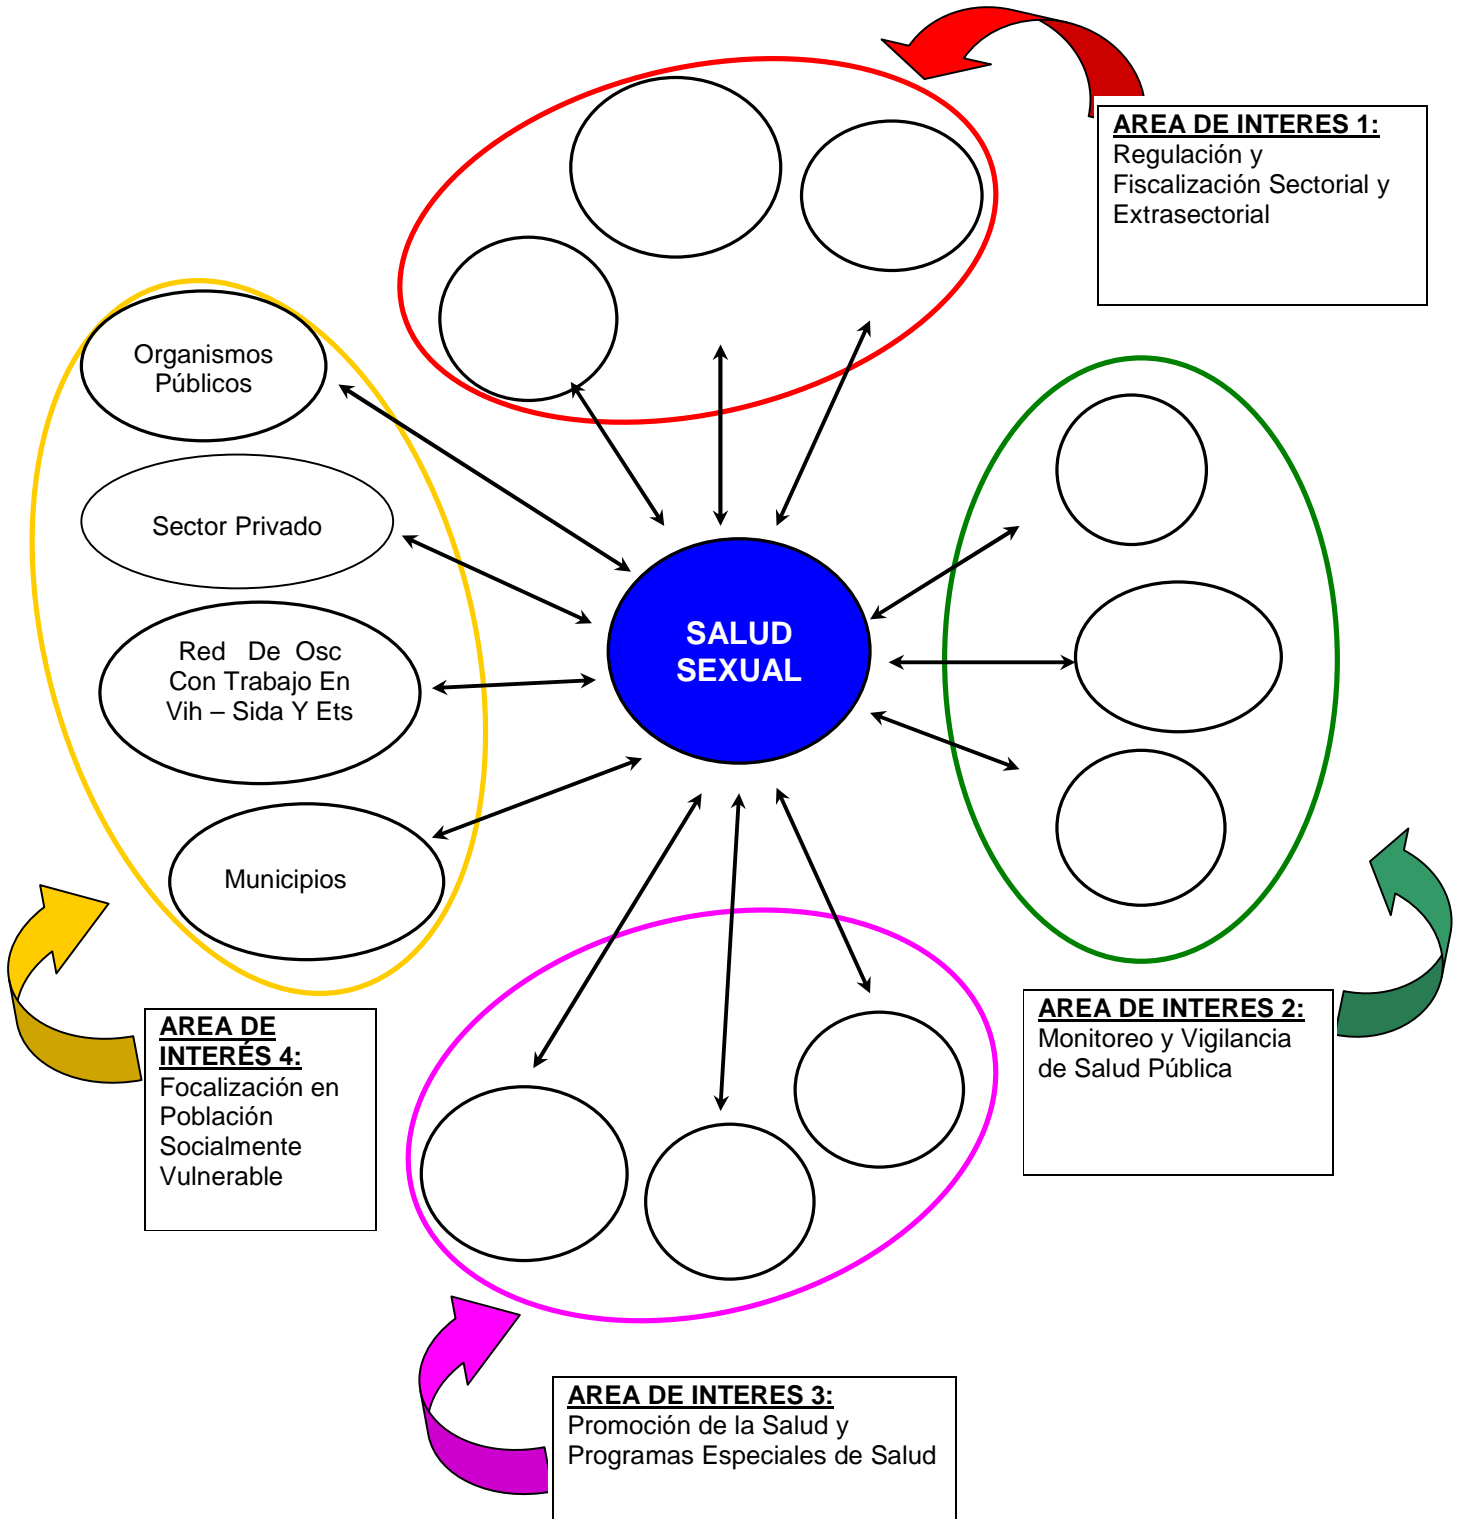 AREA DE INTERES 1:
Regulación y
Fiscalización Sectorial y
Extrasectorial
Organismos
Públicos
Sector Privado
Red De Osc
Con Trabajo En
Vih – Sida Y Ets
Municipios
SALUD
SEXUAL
AREA DE INTERES 2:
Monitoreo y Vigilancia
de Salud Pública
AREA DE
INTERÉS 4:
Focalización en
Población
Socialmente
Vulnerable
AREA DE INTERES 3:
Promoción de la Salud y
Programas Especiales de Salud